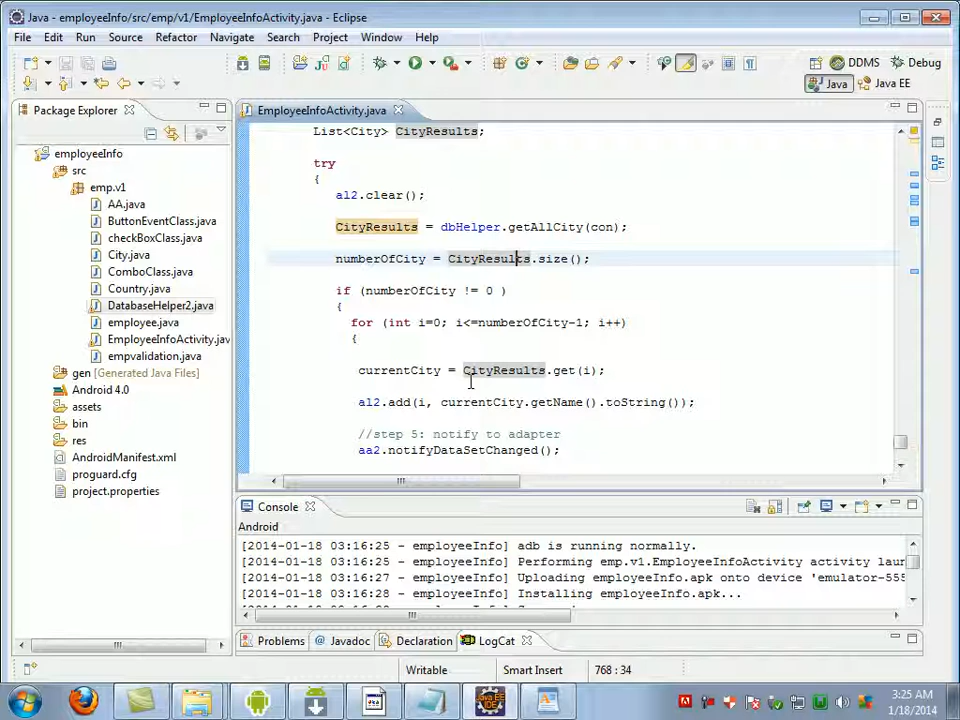 Java - employeeInfo/src/emp/v1/EmployeeInfoActivity.java - Eclipse
File Edit Run Source Refactor Navigate Search Project Window Help
DDMS Debug
Java Java EE
Package Explorer
EmployeeInfoActivity.java
employeeInfo
src
emp.v1
AA.java
ButtonEventClass.java
checkBoxClass.java
City.java
ComboClass.java
Country.java
DatabaseHelper2.java
employee.java
EmployeeInfoActivity.jav
empvalidation.java
gen [Generated Java Files]
Android 4.0
assets
bin
res
AndroidManifest.xml
proguard.cfg
project.properties
List<City> CityResults;
try
{
al2.clear();
CityResults = dbHelper.getAllCity(con);
numberOfCity = CityResults.size();
if (numberOfCity != 0 )
{
for (int i=0; i<=numberOfCity-1; i++)
{
currentCity = CityResults.get(i);
al2.add(i, currentCity.getName().toString());
//step 5: notify to adapter
aa2.notifyDataSetChanged();
Console
Android
[2014-01-18 03:16:25 - employeeInfo] adb is running normally.
[2014-01-18 03:16:25 - employeeInfo] Performing emp.v1.EmployeeInfoActivity activity laur
[2014-01-18 03:16:27 - employeeInfo] Uploading employeeInfo.apk onto device 'emulator-555
[2014-01-18 03:16:28 - employeeInfo] Installing employeeInfo.apk...
Problems Javadoc Declaration LogCat
Writable Smart Insert 768 : 34
3:25 AM
1/18/2014